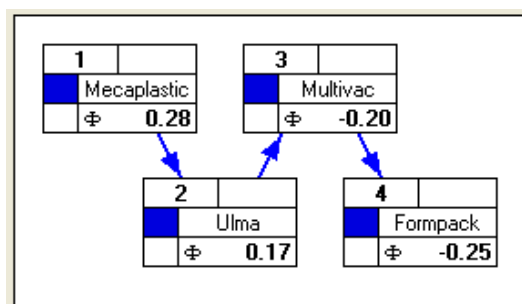 1
Mecaplastic
Φ 0.28
2
Ulma
Φ 0.17
3
Multivac
Φ -0.20
4
Formpack
Φ -0.25